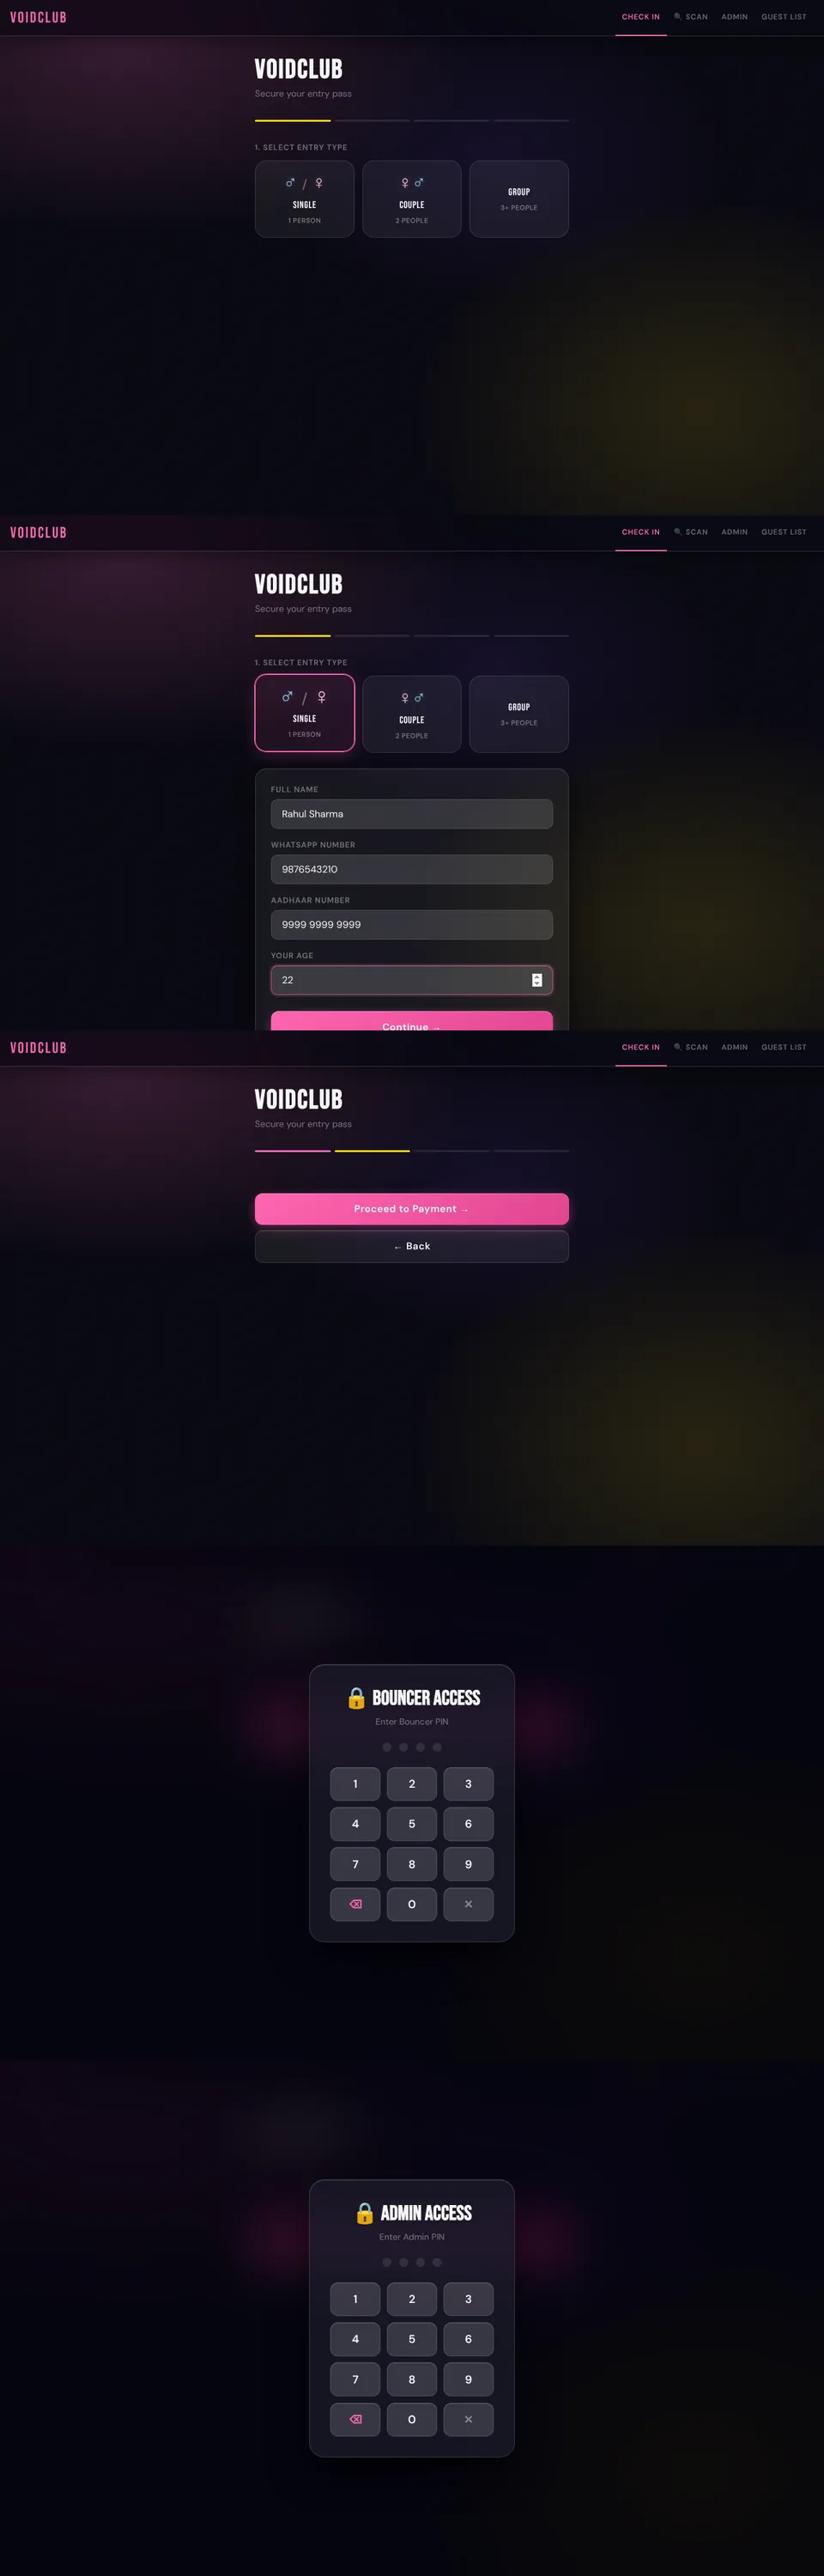 VOIDCLUB
CHECK IN 🔍 SCAN ADMIN GUEST LIST
VOIDCLUB
Secure your entry pass
1. SELECT ENTRY TYPE
♂ / ♀ ♀♂
SINGLE COUPLE GROUP
1 PERSON 2 PEOPLE 3+ PEOPLE
VOIDCLUB
CHECK IN 🔍 SCAN ADMIN GUEST LIST
VOIDCLUB
Secure your entry pass
1. SELECT ENTRY TYPE
♂ / ♀ ♀♂
SINGLE COUPLE GROUP
1 PERSON 2 PEOPLE 3+ PEOPLE
FULL NAME
Rahul Sharma
WHATSAPP NUMBER
9876543210
AADHAAR NUMBER
9999 9999 9999
YOUR AGE
22
Continue →
VOIDCLUB
CHECK IN 🔍 SCAN ADMIN GUEST LIST
VOIDCLUB
Secure your entry pass
Proceed to Payment →
← Back
🔒 BOUNCER ACCESS
Enter Bouncer PIN
1 2 3
4 5 6
7 8 9
⌫ 0 ✕
🔒 ADMIN ACCESS
Enter Admin PIN
1 2 3
4 5 6
7 8 9
⌫ 0 ✕